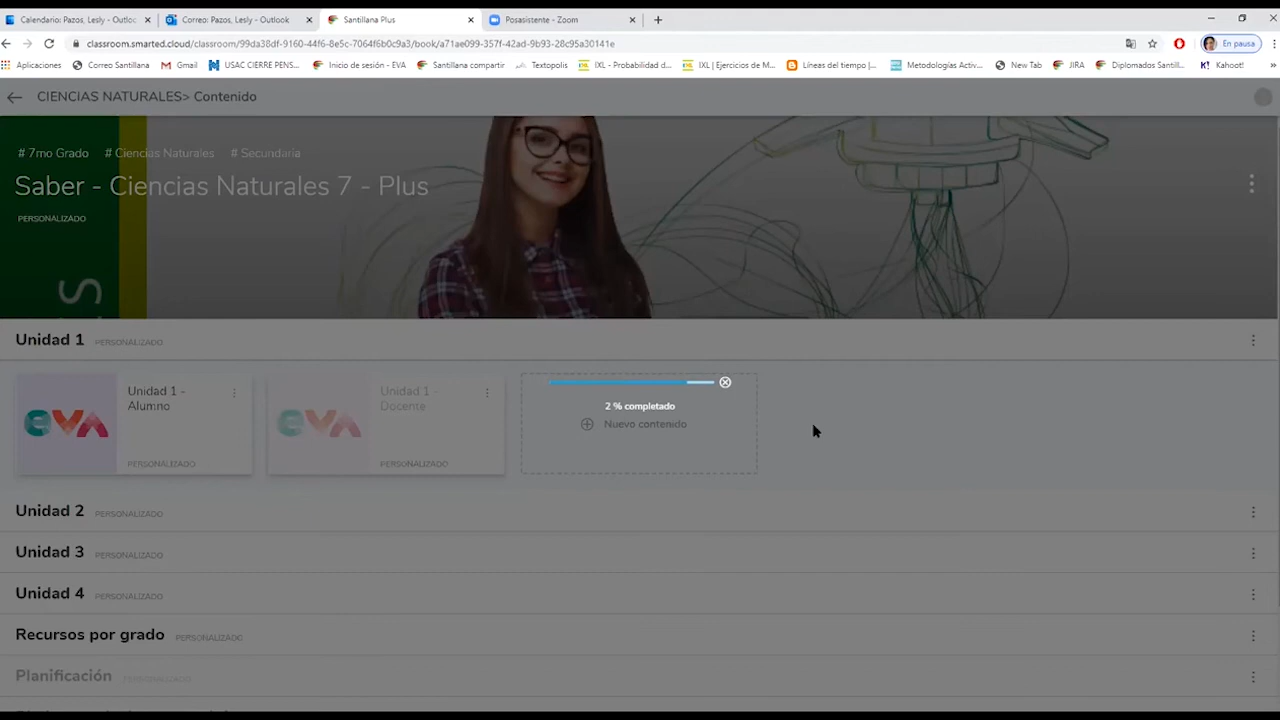 Calendario: Pazos, Lesly - Outloc
Correo: Pazos, Lesly - Outlook
Santillana Plus
Posasistente - Zoom
classroom.smarted.cloud/classroom/99da38df-9160-44f6-8e5c-7064f6b0c9a3/book/a71ae099-357f-42ad-9b93-28c95a30141e
En pausa
Aplicaciones
Correo Santillana
Gmail
USAC CIERRE PENS...
Inicio de sesión - EVA
Santillana compartir
Textopolis
IXL - Probabilidad d...
IXL | Ejercicios de M...
Líneas del tiempo |...
Metodologías Activ...
New Tab
JIRA
Diplomados Santill...
Kahoot!
»
CIENCIAS NATURALES> Contenido
# 7mo Grado # Ciencias Naturales # Secundaria
Saber - Ciencias Naturales 7 - Plus
PERSONALIZADO
S
Unidad 1 PERSONALIZADO
EVA
Unidad 1 -
Alumno
PERSONALIZADO
EVA
Unidad 1 -
Docente
PERSONALIZADO
2 % completado
Nuevo contenido
Unidad 2 PERSONALIZADO
Unidad 3 PERSONALIZADO
Unidad 4 PERSONALIZADO
Recursos por grado PERSONALIZADO
Planificación PERSONALIZADO